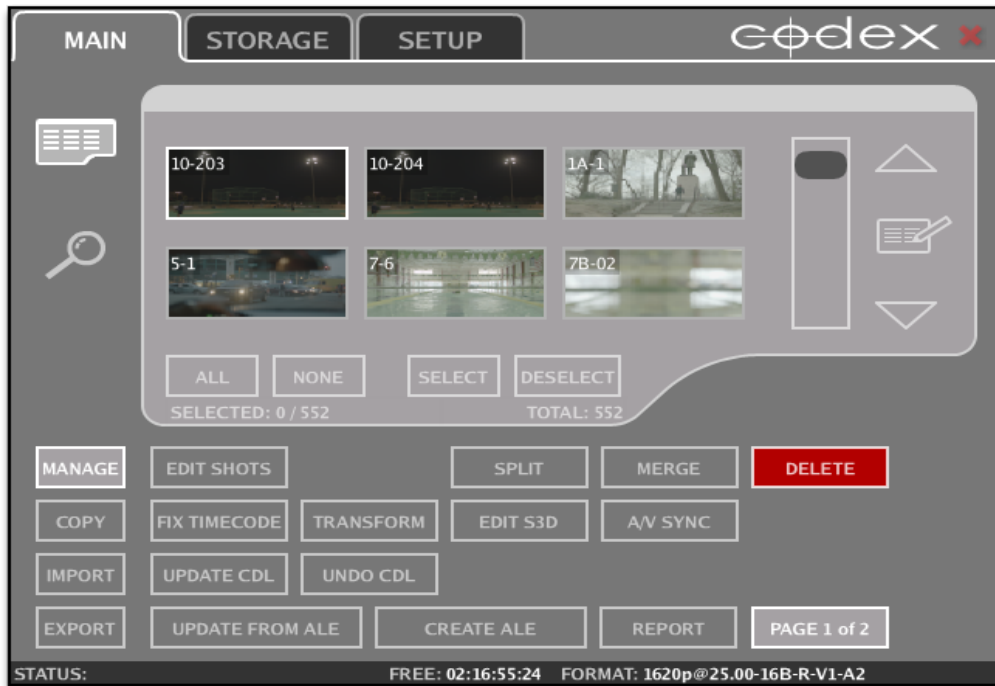 MAIN STORAGE SETUP codex
10-203 10-204 1A-1
5-1 7-6 7B-02
ALL NONE SELECT DESELECT
SELECTED: 0 / 552 TOTAL: 552
MANAGE EDIT SHOTS SPLIT MERGE DELETE
COPY FIX TIMECODE TRANSFORM EDIT S3D A/V SYNC
IMPORT UPDATE CDL UNDO CDL
EXPORT UPDATE FROM ALE CREATE ALE REPORT PAGE 1 of 2
STATUS: FREE: 02:16:55:24 FORMAT: 1620p@25.00-16B-R-V1-A2